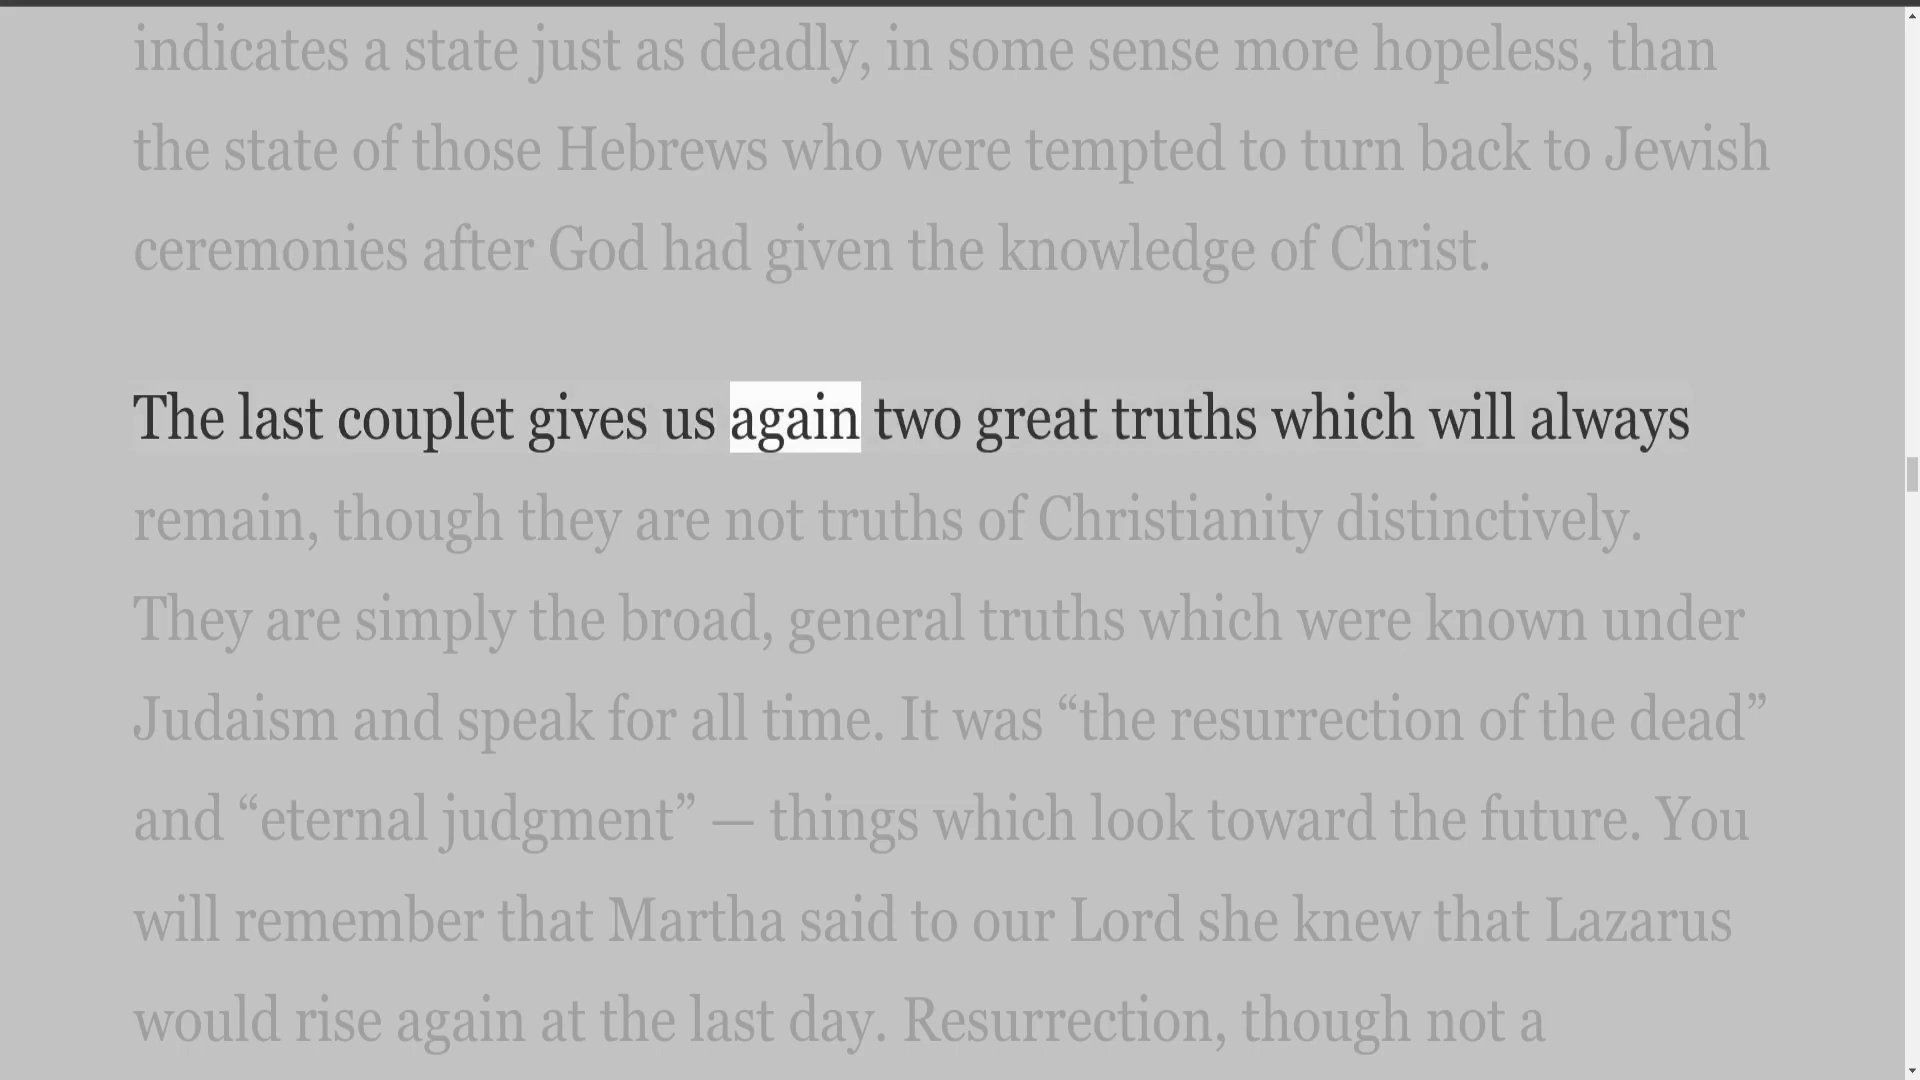 indicates a state just as deadly, in some sense more hopeless, than
the state of those Hebrews who were tempted to turn back to Jewish
ceremonies after God had given the knowledge of Christ.
The last couplet gives us again two great truths which will always
remain, though they are not truths of Christianity distinctively.
They are simply the broad, general truths which were known under
Judaism and speak for all time. It was “the resurrection of the dead”
and “eternal judgment” — things which look toward the future. You
will remember that Martha said to our Lord she knew that Lazarus
would rise again at the last day. Resurrection, though not a